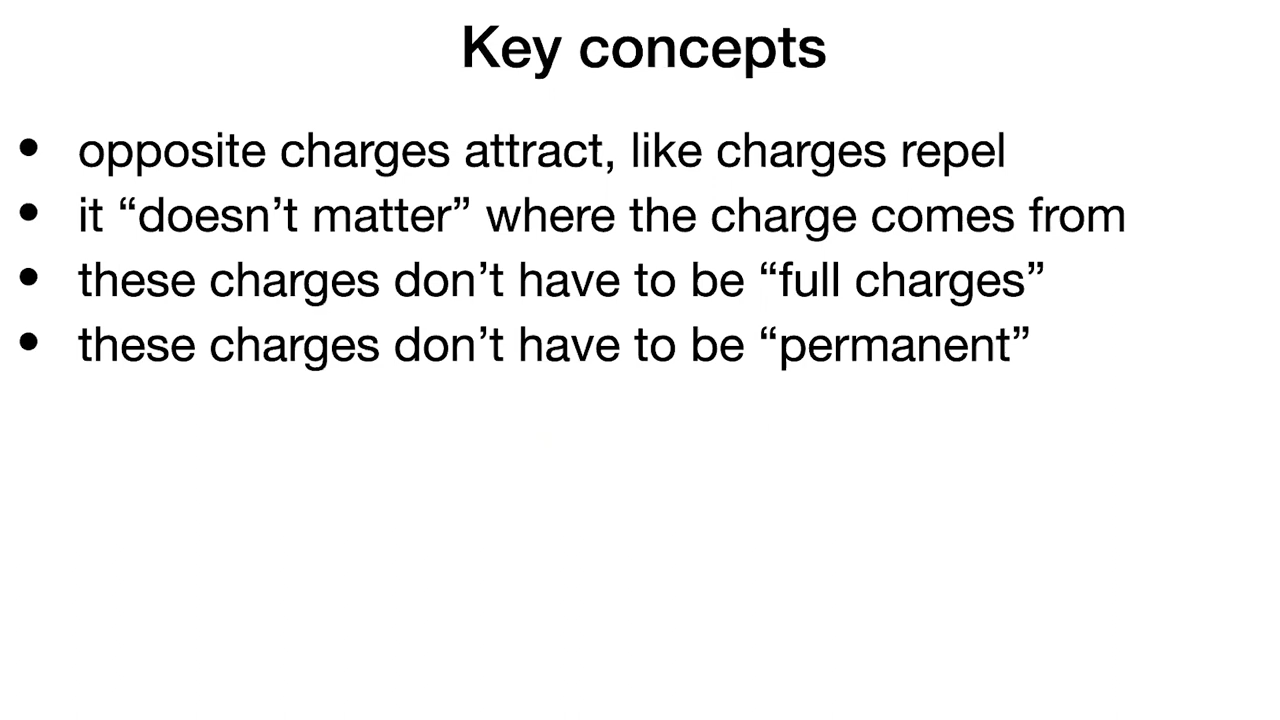 Key concepts
• opposite charges attract, like charges repel
• it “doesn’t matter” where the charge comes from
• these charges don’t have to be “full charges”
• these charges don’t have to be “permanent”